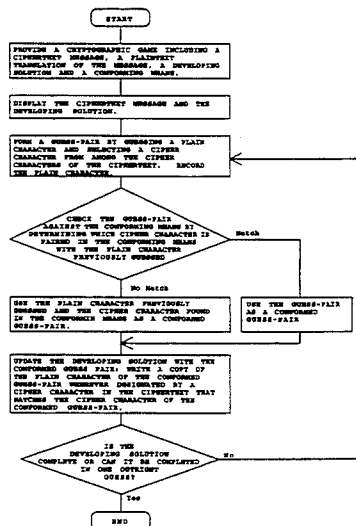 START
PROVIDE A CRYPTOGRAPHIC GAME INCLUDING A
CIPHERTEXT MESSAGE, A PLAINTEXT
TRANSLATION OF THE MESSAGE, A DEVELOPING
SOLUTION AND A CONFORMING MEANS.
DISPLAY THE CIPHERTEXT MESSAGE AND THE
DEVELOPING SOLUTION.
FORM A GUESS-PAIR BY GUESSING A PLAIN
CHARACTER AND SELECTING A CIPHER
CHARACTER FROM AMONG THE CIPHER
CHARACTERS OF THE CIPHERTEXT. RECORD
THE PLAIN CHARACTER.
CHECK THE GUESS-PAIR
AGAINST THE CONFORMING MEANS BY
DETERMINING WHICH CIPHER CHARACTER IS
PAIRED IN THE CONFORMING MEANS
WITH THE PLAIN CHARACTER
PREVIOUSLY GUESSED
Match
No Match
USE THE PLAIN CHARACTER PREVIOUSLY
GUESSED AND THE CIPHER CHARACTER FOUND
IN THE CONFORMIN MEANS AS A CONFORMED
GUESS-PAIR.
USE THE GUESS-PAIR
AS A CONFORMED
GUESS-PAIR
UPDATE THE DEVELOPING SOLUTION WITH THE
CONFORMED GUESS PAIR: WRITE A COPY OF
THE PLAIN CHARACTER OF THE CONFORMED
GUESS-PAIR WHEREVER DESIGNATED BY A
CIPHER CHARACTER IN THE CIPHERTEXT THAT
MATCHES THE CIPHER CHARACTER OF THE
CONFORMED GUESS-PAIR.
IS THE
DEVELOPING SOLUTION
COMPLETE OR CAN IT BE COMPLETED
IN ONE OUTRIGHT
GUESS?
No
Yes
END